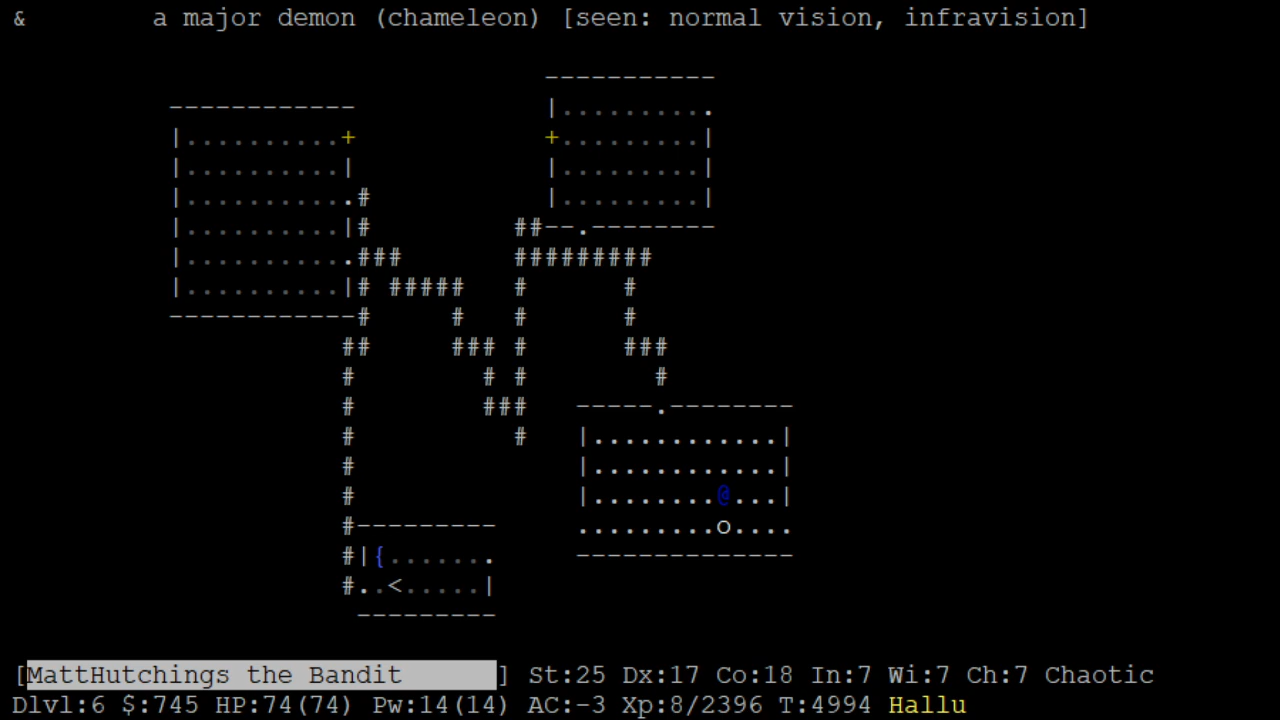 &        a major demon (chameleon) [seen: normal vision, infravision]
                                  -----------
          ------------            |..........
          |..........+            +.........|
          |..........|            |.........|
          |...........#           |.........|
          |..........|#         ##--.--------
          |...........###       #########
          |..........|# #####   #      #
          ------------#     #   #      #
                     ##     ### #      ###
                     #        # #        #
                     #        ###   -----.--------
                     #          #   |............|
                     #              |............|
                     #              |........@...|
                     #---------     .........o....
                     #|{.......     --------------
                     #..<.....|
                      ---------
[MattHutchings the Bandit      ] St:25 Dx:17 Co:18 In:7 Wi:7 Ch:7 Chaotic
Dlvl:6 $:745 HP:74(74) Pw:14(14) AC:-3 Xp:8/2396 T:4994 Hallu